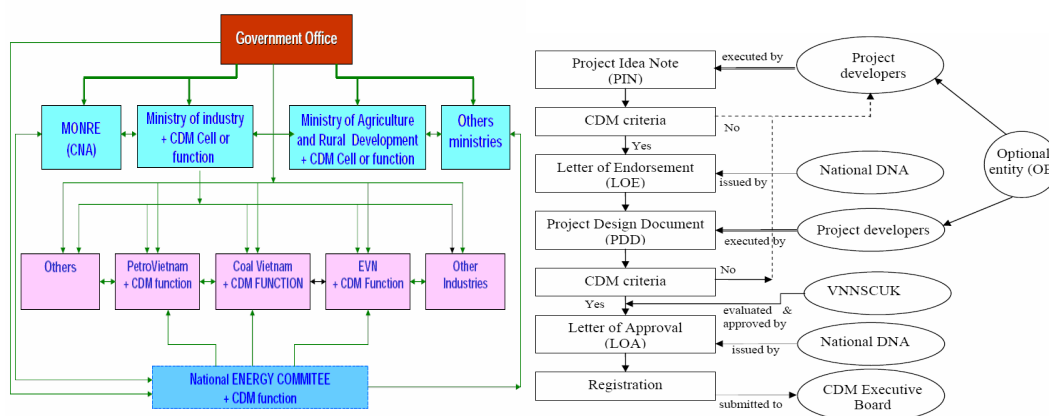 Government Office
MONRE
(CNA)
Ministry of industry
+ CDM Cell or
function
Ministry of Agriculture
and Rural Development
+ CDM Cell or function
Others
ministries
Others
PetroVietnam
+ CDM function
Coal Vietnam
+ CDM FUNCTION
EVN
+ CDM Function
Other
Industries
National ENERGY COMMITEE
+ CDM function
Project Idea Note
(PIN)
executed by
Project
developers
CDM criteria
No
Yes
Letter of Endorsement
(LOE)
issued by
National DNA
Optional
entity (OE
Project Design Document
(PDD)
executed by
Project developers
CDM criteria
No
Yes
VNNSCUK
evaluated &
approved by
Letter of Approval
(LOA)
issued by
National DNA
Registration
submitted to
CDM Executive
Board